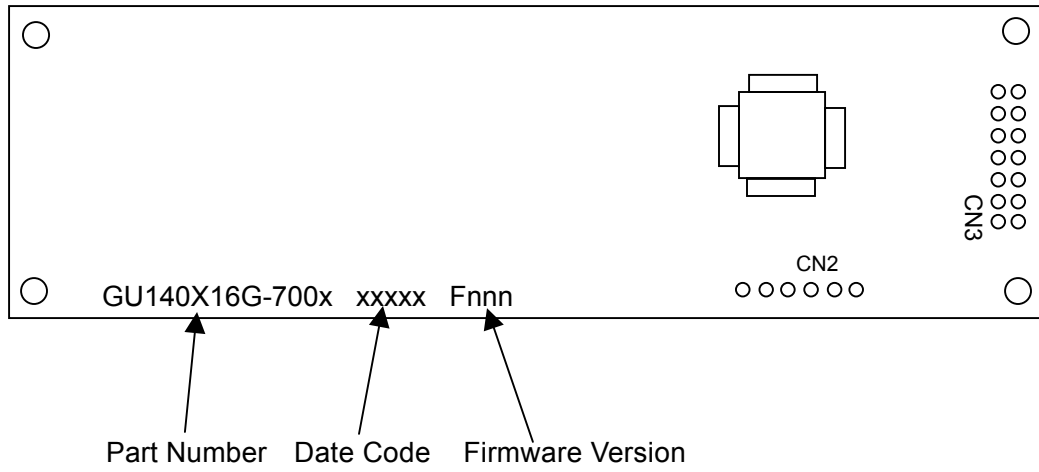 CN3
CN2
GU140X16G-700x xxxxx Fnnn
Part Number Date Code Firmware Version